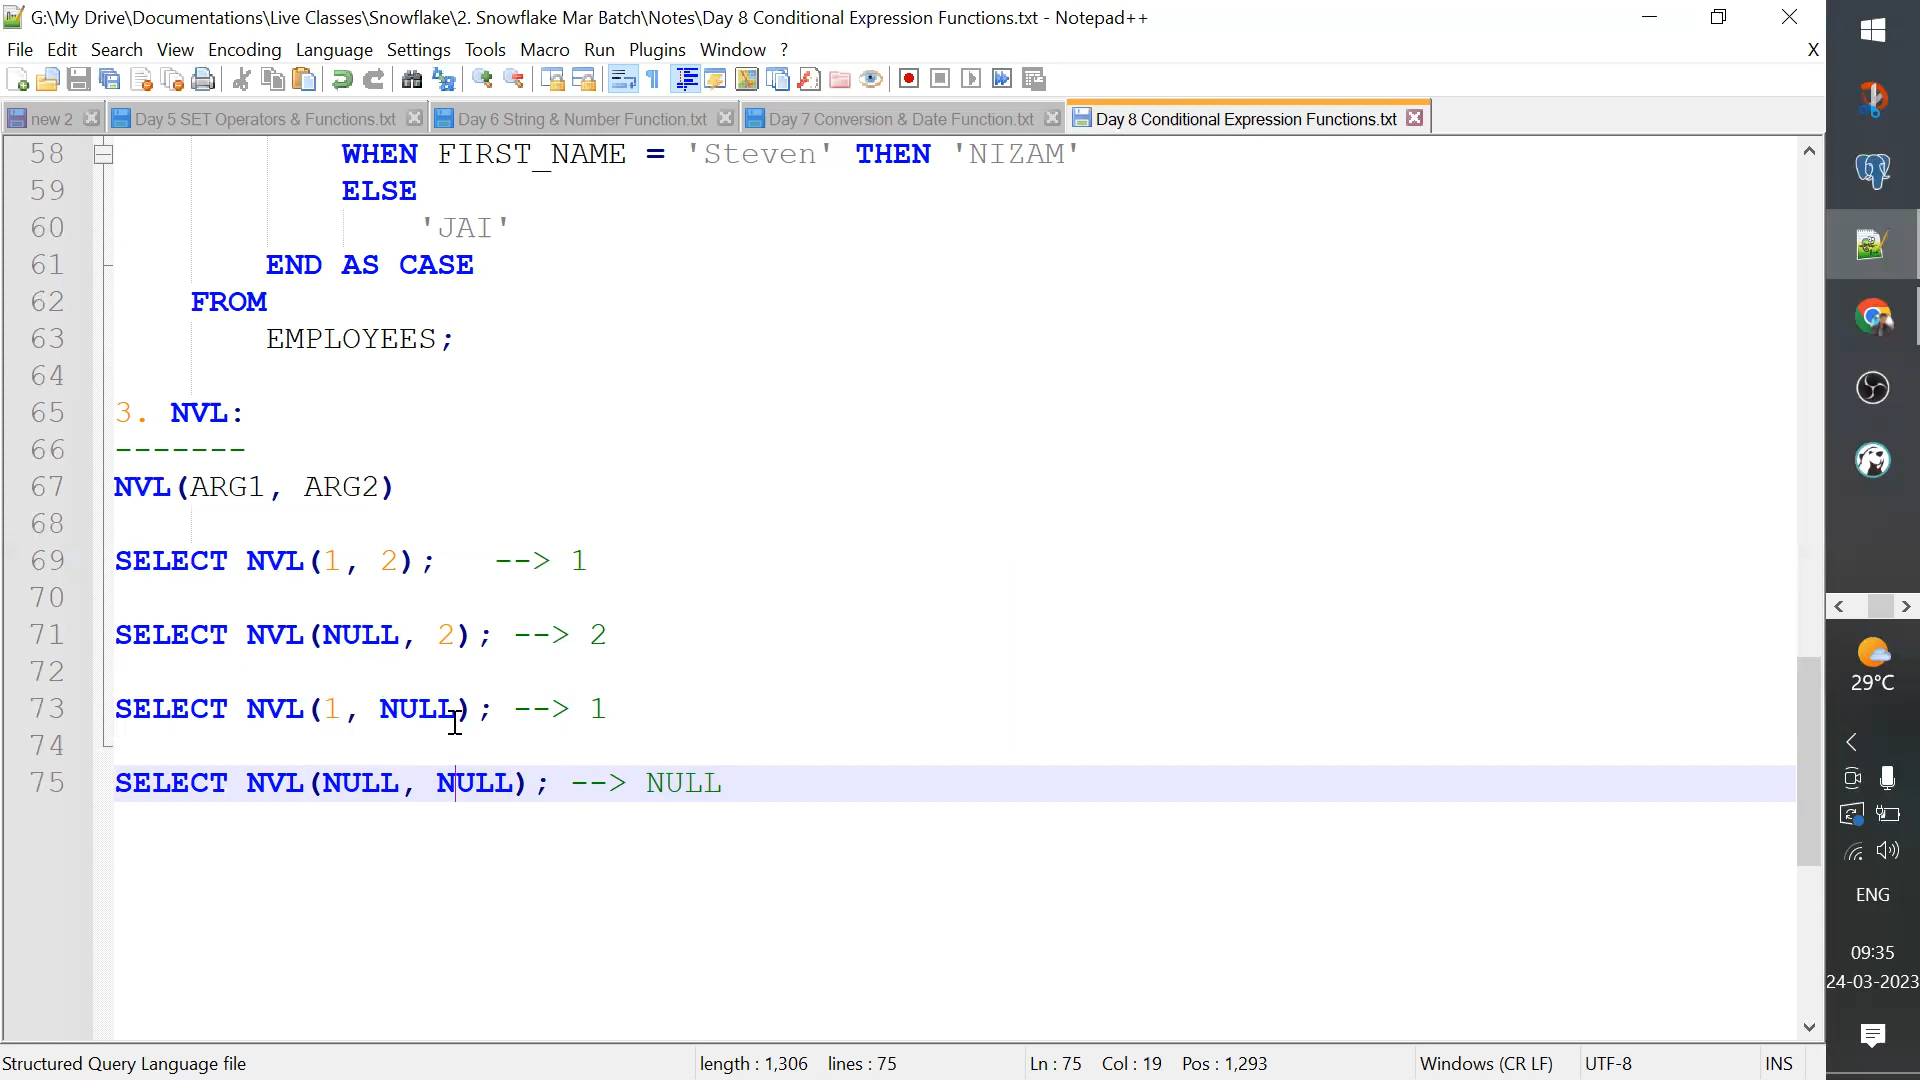 G:\My Drive\Documentations\Live Classes\Snowflake\2. Snowflake Mar Batch\Notes\Day 8 Conditional Expression Functions.txt - Notepad++
File Edit Search View Encoding Language Settings Tools Macro Run Plugins Window ? X
new 2 Day 5 SET Operators & Functions.txt Day 6 String & Number Function.txt Day 7 Conversion & Date Function.txt Day 8 Conditional Expression Functions.txt
58 WHEN FIRST_NAME = 'Steven' THEN 'NIZAM'
59 ELSE
60 'JAI'
61 END AS CASE
62 FROM
63 EMPLOYEES;
64
65 3. NVL:
66 -------
67 NVL(ARG1, ARG2)
68
69 SELECT NVL(1, 2); --> 1
70
71 SELECT NVL(NULL, 2); --> 2
72
73 SELECT NVL(1, NULL); --> 1
74
75 SELECT NVL(NULL, NULL); --> NULL
Structured Query Language file length : 1,306 lines : 75 Ln : 75 Col : 19 Pos : 1,293 Windows (CR LF) UTF-8 INS
29°C
ENG
09:35
24-03-2023